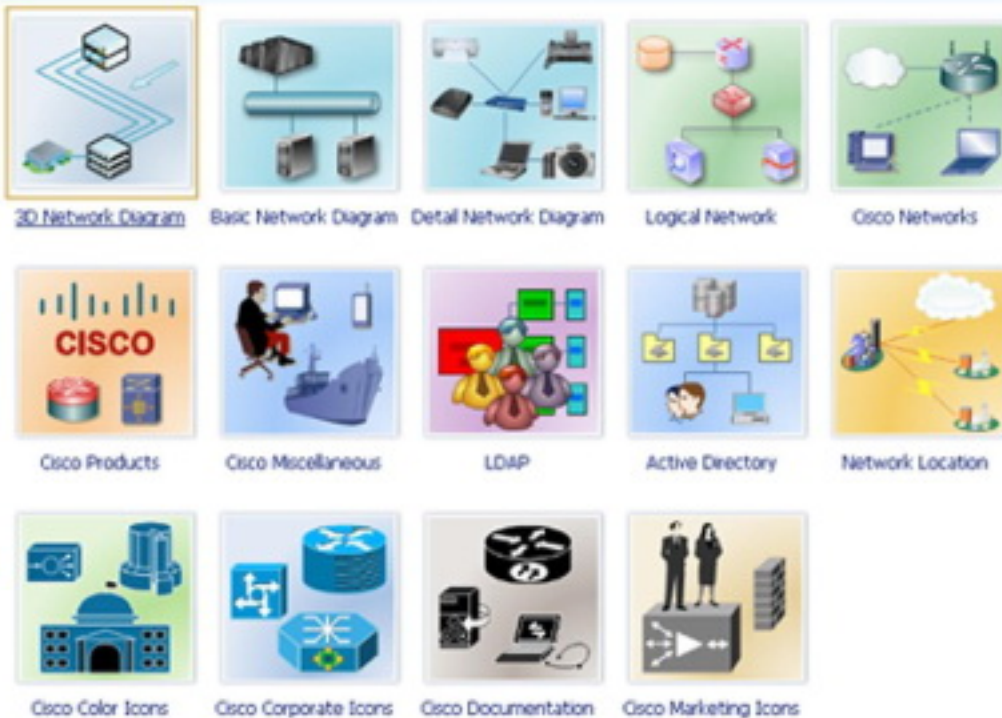 3D Network Diagram
Basic Network Diagram
Detail Network Diagram
Logical Network
Cisco Networks
CISCO
Cisco Products
Cisco Miscellaneous
LDAP
Active Directory
Network Location
Cisco Color Icons
Cisco Corporate Icons
Cisco Documentation
Cisco Marketing Icons